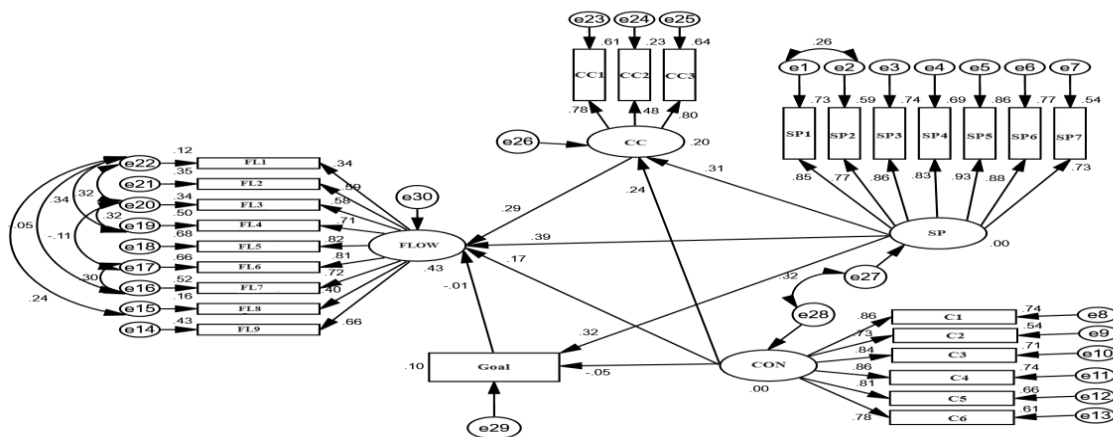 e23 e24 e25
.61 .23 .64
CC1 CC2 CC3
.78 .48 .80
e26 CC .20
.26
e1 e2 e3 e4 e5 e6 e7
.73 .59 .74 .69 .86 .77 .54
SP1 SP2 SP3 SP4 SP5 SP6 SP7
.85 .77 .86 .83 .93 .88 .73
SP .00
.31
.24
.29
.39
.17
.12
e22 FL1 .34
.35
e21 FL2 .59
.34
e20 FL3 .58
.50
e19 FL4 .71
.68
e18 FL5 .82
.66
e17 FL6 .81
.52
e16 FL7 .72
.16
e15 FL8 .40
.43
e14 FL9 .66
.32
.34
.32
.05
-.11
.30
.24
e30
FLOW
.43
-.01
.32
e27
e28
.32
.10 Goal -.05
e29
CON
.00
.86 C1 .74 e8
.73 C2 .54 e9
.84 C3 .71 e10
.86 C4 .74 e11
.81 C5 .66 e12
.78 C6 .61 e13